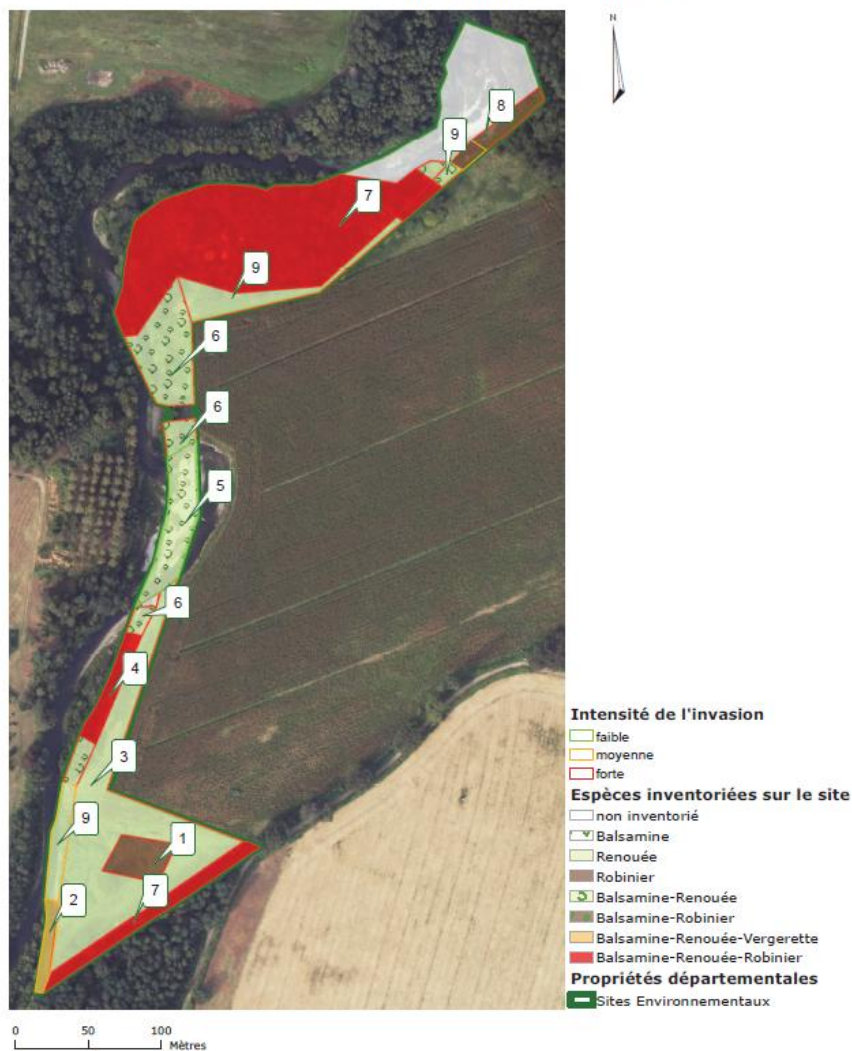 N
8
9
7
9
6
6
5
6
4
3
9
1
2
7
Intensité de l'invasion
faible
moyenne
forte
Espèces inventoriées sur le site
non inventorié
Balsamine
Renouée
Robinier
Balsamine-Renouée
Balsamine-Robinier
Balsamine-Renouée-Vergerette
Balsamine-Renouée-Robinier
Propriétés départementales
Sites Environnementaux
0 50 100
Mètres